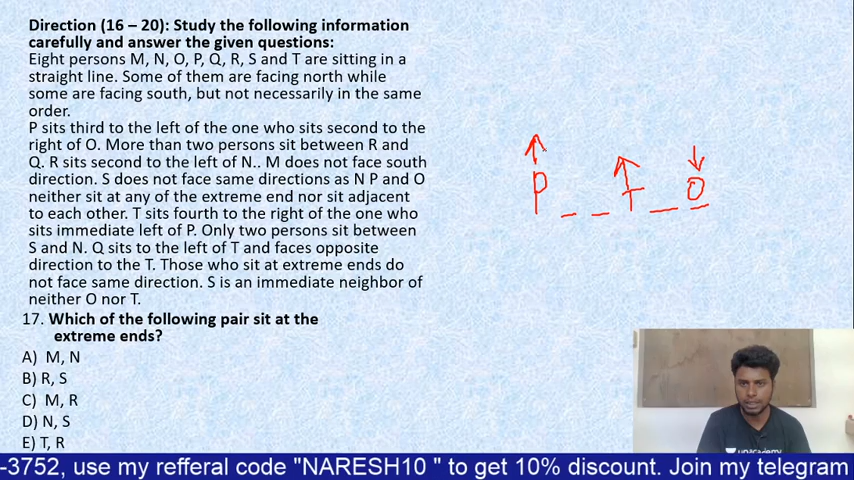 Direction (16 – 20): Study the following information
carefully and answer the given questions:
Eight persons M, N, O, P, Q, R, S and T are sitting in a
straight line. Some of them are facing north while
some are facing south, but not necessarily in the same
order.
P sits third to the left of the one who sits second to the
right of O. More than two persons sit between R and
Q. R sits second to the left of N.. M does not face south
direction. S does not face same directions as N P and O
neither sit at any of the extreme end nor sit adjacent
to each other. T sits fourth to the right of the one who
sits immediate left of P. Only two persons sit between
S and N. Q sits to the left of T and faces opposite
direction to the T. Those who sit at extreme ends do
not face same direction. S is an immediate neighbor of
neither O nor T.
17. Which of the following pair sit at the
extreme ends?
A) M, N
B) R, S
C) M, R
D) N, S
E) T, R
P _ _ T _ O
unacademy
-3752, use my refferal code "NARESH10 " to get 10% discount. Join my telegram